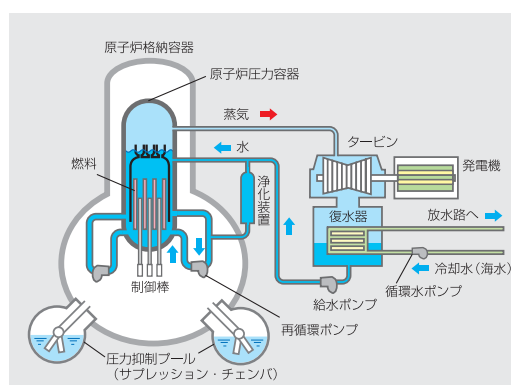 原子炉格納容器
原子炉圧力容器
蒸気
水
タービン
発電機
燃料
浄化装置
復水器
放水路へ
冷却水(海水)
循環水ポンプ
給水ポンプ
制御棒
再循環ポンプ
圧力抑制プール
(サプレッション・チェンバ)